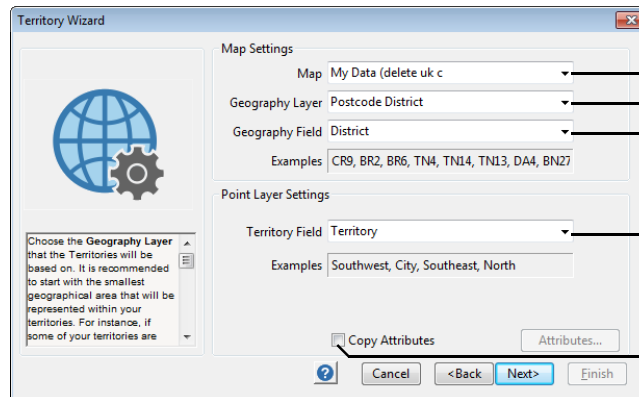 Territory Wizard
Map Settings
Map My Data (delete uk c
Geography Layer Postcode District
Geography Field District
Examples CR9, BR2, BR6, TN4, TN14, TN13, DA4, BN27
Point Layer Settings
Territory Field Territory
Examples Southwest, City, Southeast, North
Choose the Geography Layer
that the Territories will be
based on. It is recommended
to start with the smallest
geographical area that will be
represented within your
territories. For instance, if
some of your territories are
Copy Attributes Attributes...
? Cancel <Back Next> Finish